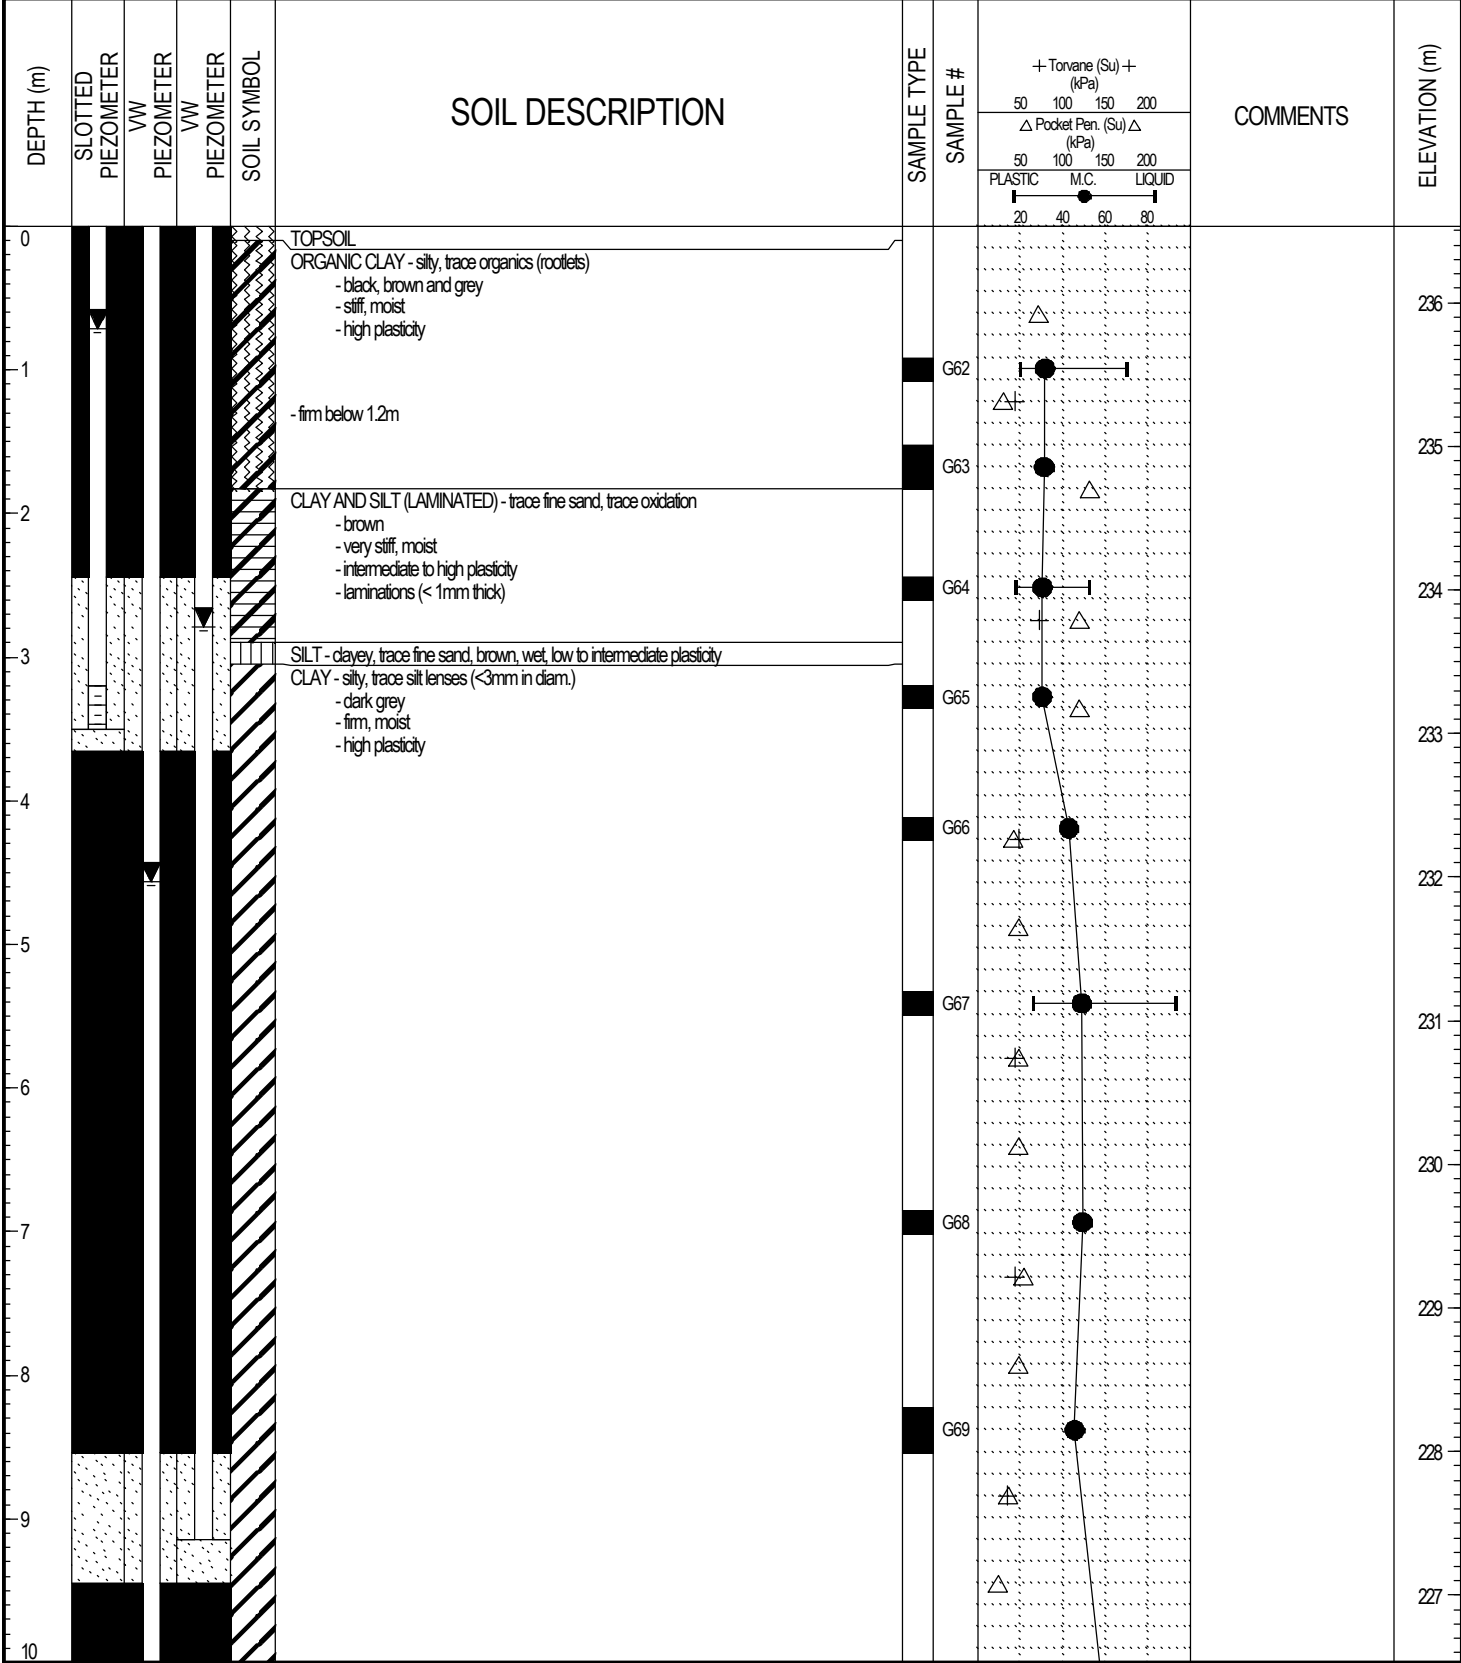 DEPTH (m)
SLOTTED
PIEZOMETER
VW
PIEZOMETER
VW
PIEZOMETER
SOIL SYMBOL
SOIL DESCRIPTION
SAMPLE TYPE
SAMPLE #
+ Torvane (Su) +
(kPa)
50 100 150 200
△ Pocket Pen. (Su) △
(kPa)
50 100 150 200
PLASTIC M.C. LIQUID
20 40 60 80
COMMENTS
ELEVATION (m)
0
TOPSOIL
ORGANIC CLAY - silty, trace organics (rootlets)
- black, brown and grey
- stiff, moist
- high plasticity
236
1
G62
- firm below 1.2m
235
G63
CLAY AND SILT (LAMINATED) - trace fine sand, trace oxidation
2
- brown
- very stiff, moist
- intermediate to high plasticity
- laminations (< 1mm thick)
G64
234
SILT - clayey, trace fine sand, brown, wet, low to intermediate plasticity
3
CLAY - silty, trace silt lenses (<3mm in diam.)
- dark grey
- firm, moist
- high plasticity
G65
233
4
G66
232
5
G67
231
6
230
G68
7
229
8
G69
228
9
227
10